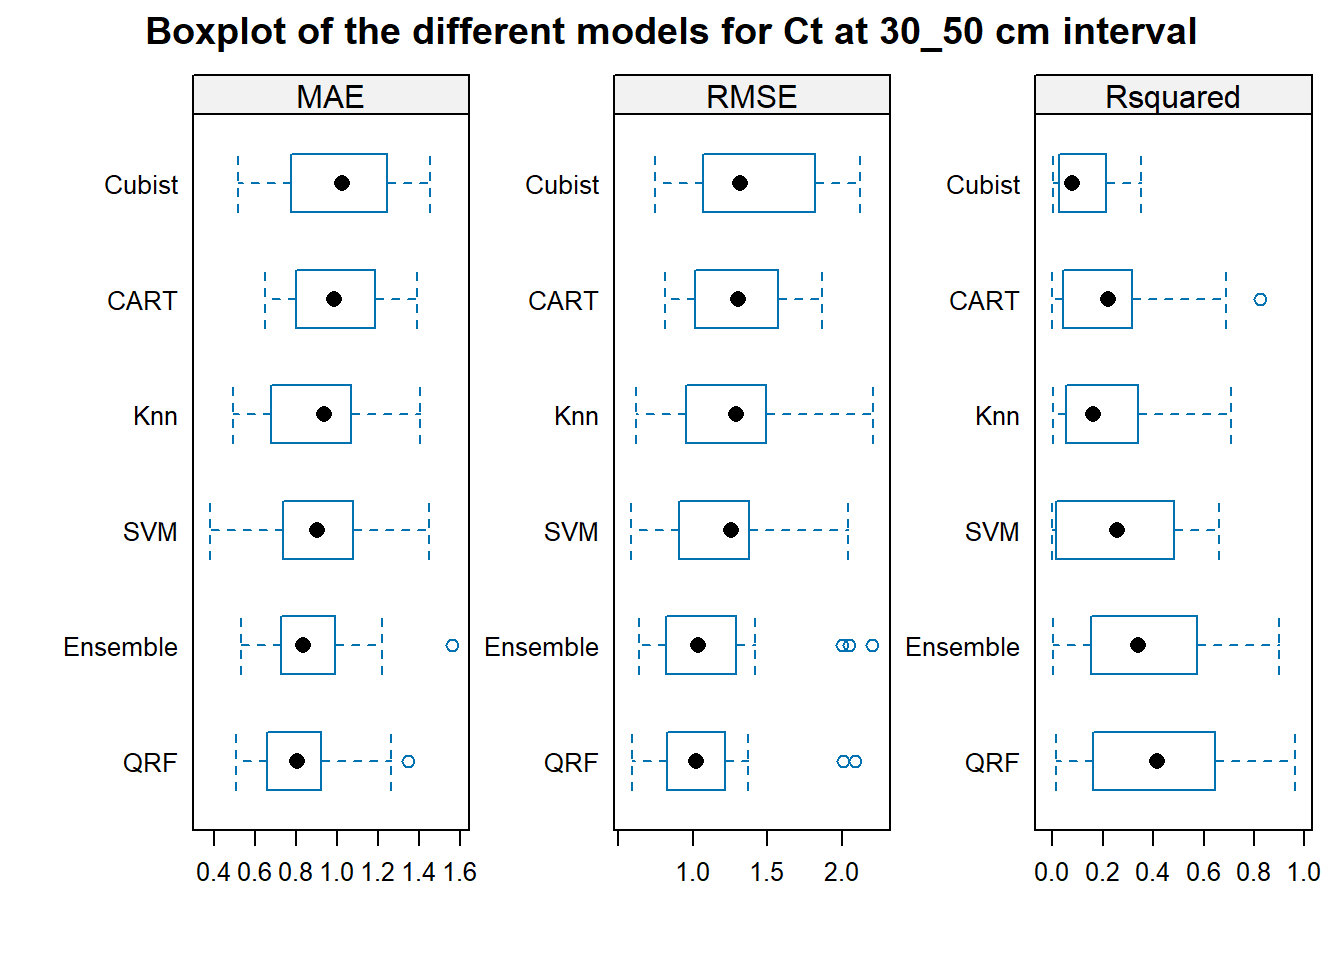 Boxplot of the different models for Ct at 30_50 cm interval
MAE
Cubist
CART
Knn
SVM
Ensemble
QRF
0.4 0.6 0.8 1.0 1.2 1.4 1.6
RMSE
Cubist
CART
Knn
SVM
Ensemble
QRF
1.0 1.5 2.0
Rsquared
Cubist
CART
Knn
SVM
Ensemble
QRF
0.0 0.2 0.4 0.6 0.8 1.0